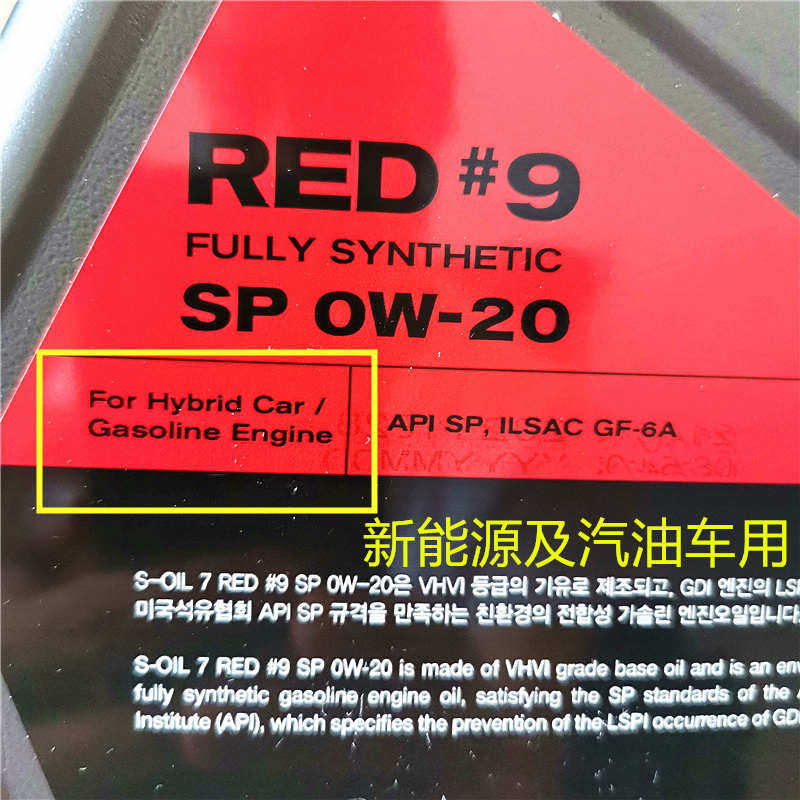 RED #9
FULLY SYNTHETIC
SP 0W-20
For Hybrid Car /
Gasoline Engine
API SP, ILSAC GF-6A
新能源及汽油车用
S-OIL 7 RED #9 SP 0W-20은 VHVI 등급의 기유로 제조되고, GDI 엔진의 LSP
미국석유협회 API SP 규격을 만족하는 친환경의 전합성 가솔린 엔진오일입니다.
S-OIL 7 RED #9 SP 0W-20 is made of VHVI grade base oil and is an env
fully synthetic gasoline engine oil, satisfying the SP standards of the
Institute (API), which specifies the prevention of the LSPI occurrence of GD